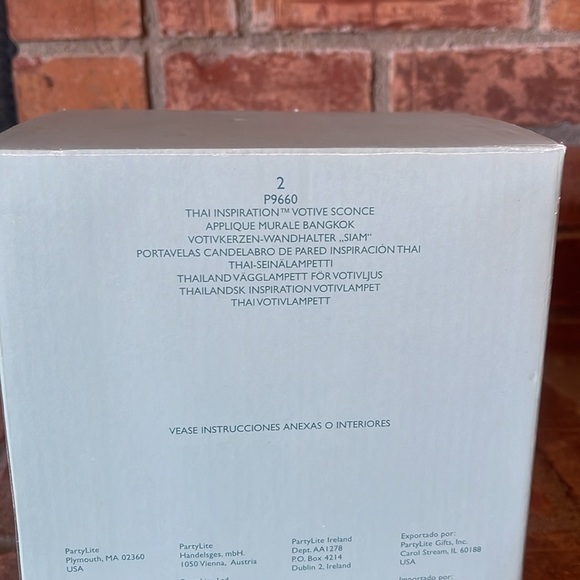 2
P9660
THAI INSPIRATION™ VOTIVE SCONCE
APPLIQUE MURALE BANGKOK
VOTIVKERZEN-WANDHALTER „SIAM“
PORTAVELAS CANDELABRO DE PARED INSPIRACIÓN THAI
THAI-SEINÄLAMPETTI
THAILAND VÄGGLAMPETT FÖR VOTIVLJUS
THAILANDSK INSPIRATION VOTIVLAMPET
THAI VOTIVLAMPETT
VEASE INSTRUCCIONES ANEXAS O INTERIORES
PartyLite
Plymouth, MA 02360
USA
PartyLite
Handelsges. mbH.
1050 Vienna, Austria
PartyLite Ireland
Dept. AA1278
P.O. Box 4214
Dublin 2, Ireland
Exportado por:
PartyLite Gifts, Inc.
Carol Stream, IL 60188
USA
Importado por: